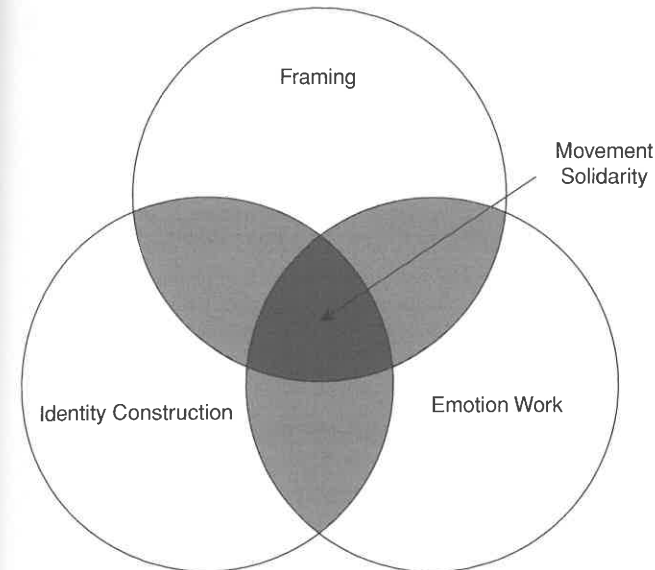 Framing
Movement
Solidarity
Identity Construction
Emotion Work